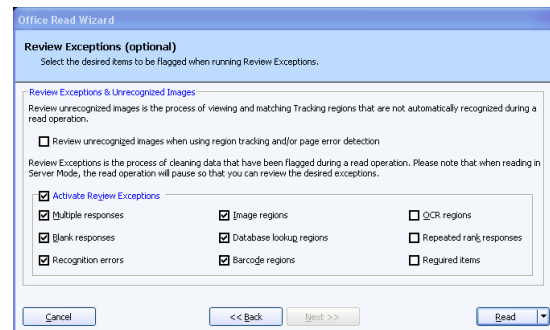 Office Read Wizard
Review Exceptions (optional)
Select the desired items to be flagged when running Review Exceptions.
Review Exceptions & Unrecognized Images
Review unrecognized images is the process of viewing and matching Tracking regions that are not automatically recognized during a
read operation.
Review unrecognized images when using region tracking and/or page error detection
Review Exceptions is the process of cleaning data that have been flagged during a read operation. Please note that when reading in
Server Mode, the read operation will pause so that you can review the desired exceptions.
Activate Review Exceptions
Multiple responses Image regions OCR regions
Blank responses Database lookup regions Repeated rank responses
Recognition errors Barcode regions Required items
Cancel << Back Next >> Read